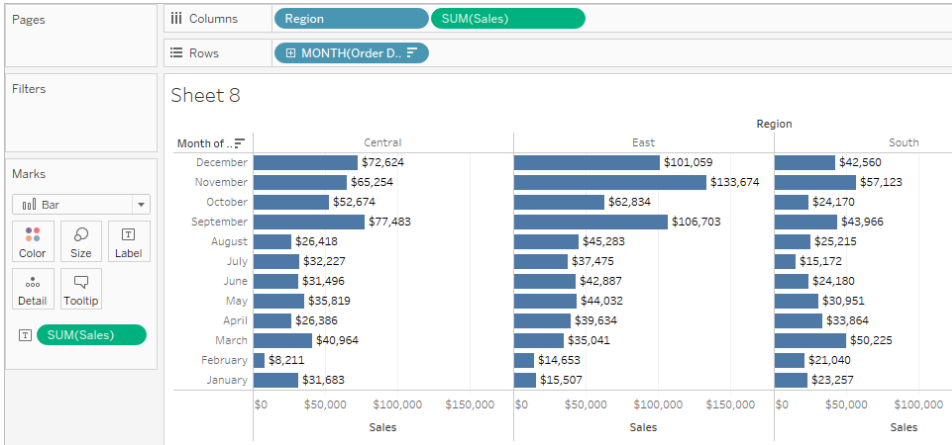 Pages
iii Columns Region SUM(Sales)
Rows MONTH(Order D..
Filters
Sheet 8
Region
Month of .. Central East South
December $72,624 $101,059 $42,560
November $65,254 $133,674 $57,123
October $52,674 $62,834 $24,170
September $77,483 $106,703 $43,966
August $26,418 $45,283 $25,215
July $32,227 $37,475 $15,172
June $31,496 $42,887 $24,180
May $35,819 $44,032 $30,951
April $26,386 $39,634 $33,864
March $40,964 $35,041 $50,225
February $8,211 $14,653 $21,040
January $31,683 $15,507 $23,257
$0 $50,000 $100,000 $150,000 $0 $50,000 $100,000 $150,000 $0 $50,000 $100,000
Sales Sales Sales
Marks
Bar
Color Size T Label
Detail Tooltip
T SUM(Sales)